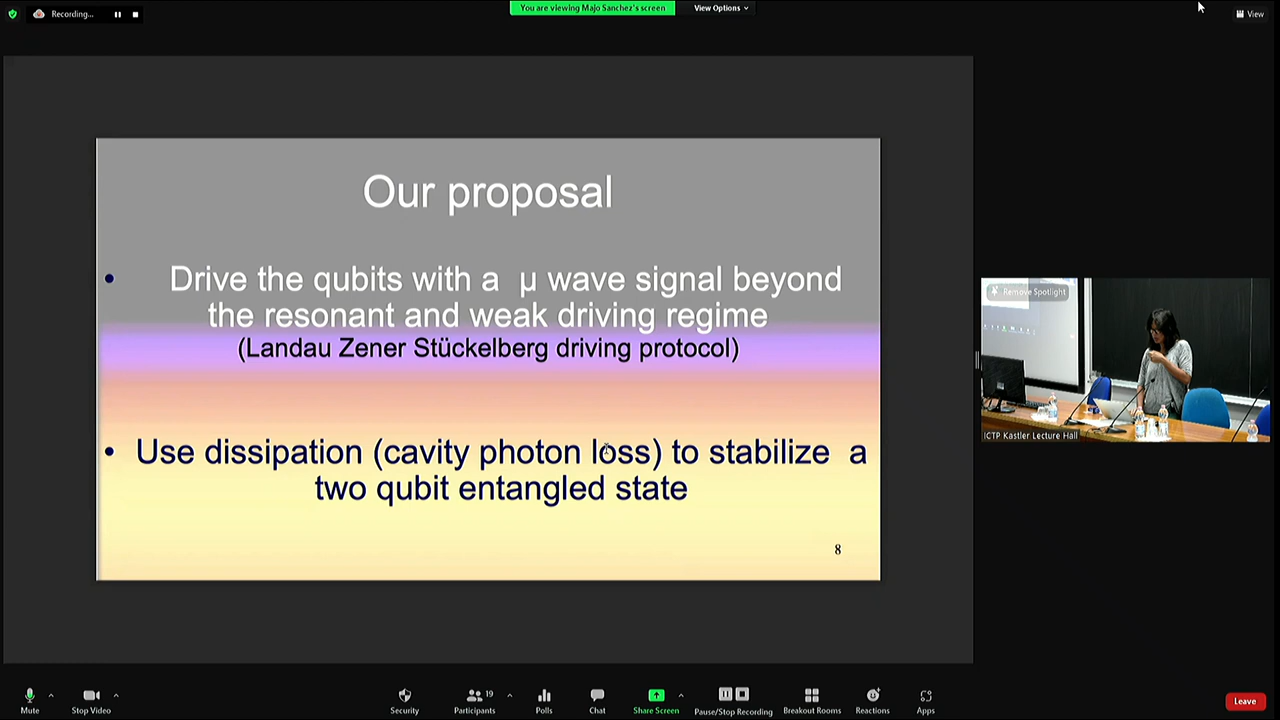 Recording...
You are viewing Majo Sanchez's screen
View Options
View
Our proposal
• Drive the qubits with a μ wave signal beyond
the resonant and weak driving regime
(Landau Zener Stückelberg driving protocol)
• Use dissipation (cavity photon loss) to stabilize a
two qubit entangled state
8
Remove Spotlight
ICTP Kastler Lecture Hall
Mute
Stop Video
Security
Participants
19
Polls
Chat
Share Screen
Pause/Stop Recording
Breakout Rooms
Reactions
Apps
Leave